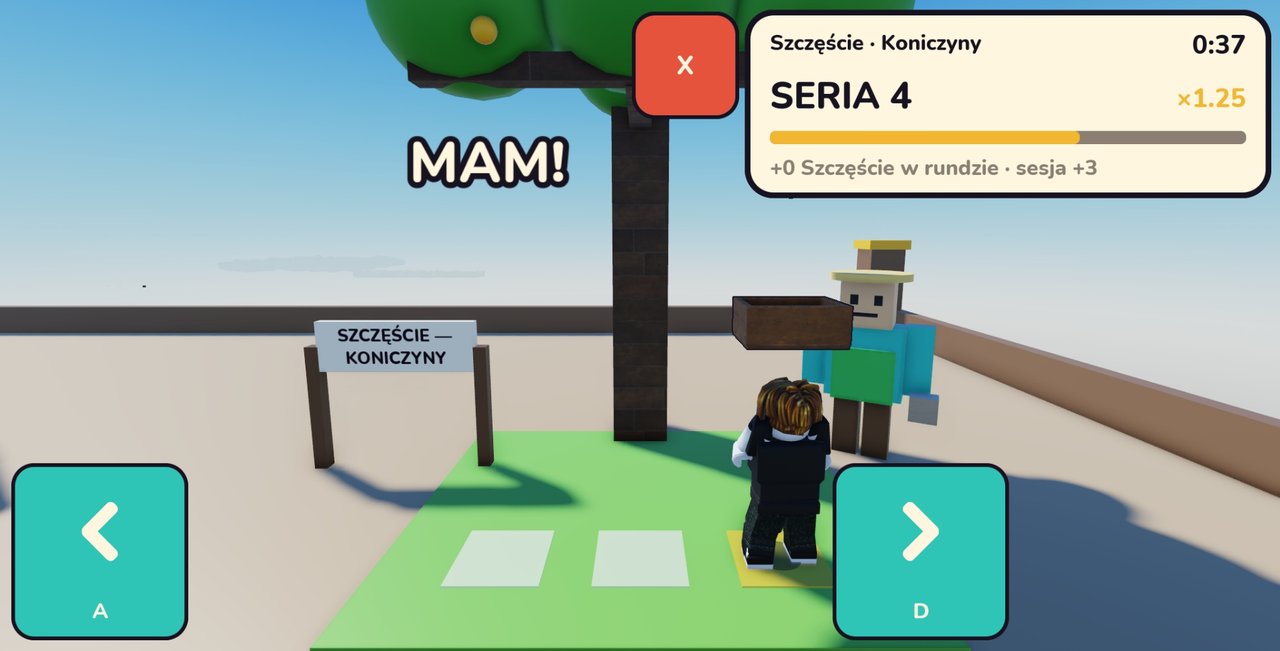 X
Szczęście · Koniczyny
0:37
SERIA 4
×1.25
+0 Szczęście w rundzie · sesja +3
MAM!
SZCZĘŚCIE —
KONICZYNY
A
D